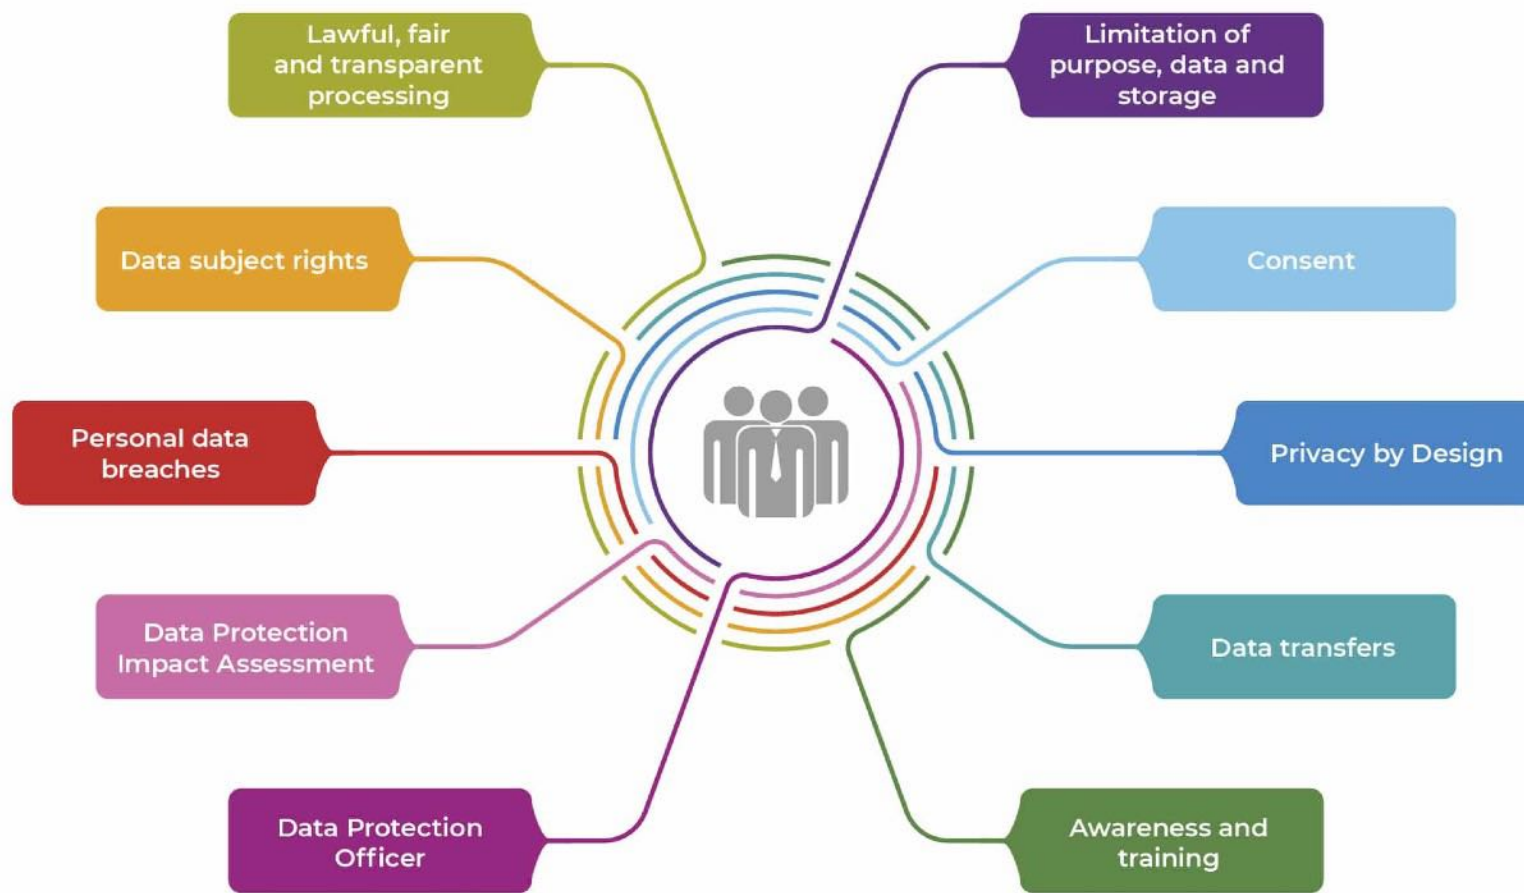 Lawful, fair
and transparent
processing
Limitation of
purpose, data and
storage
Data subject rights
Consent
Personal data
breaches
Privacy by Design
Data Protection
Impact Assessment
Data transfers
Data Protection
Officer
Awareness and
training